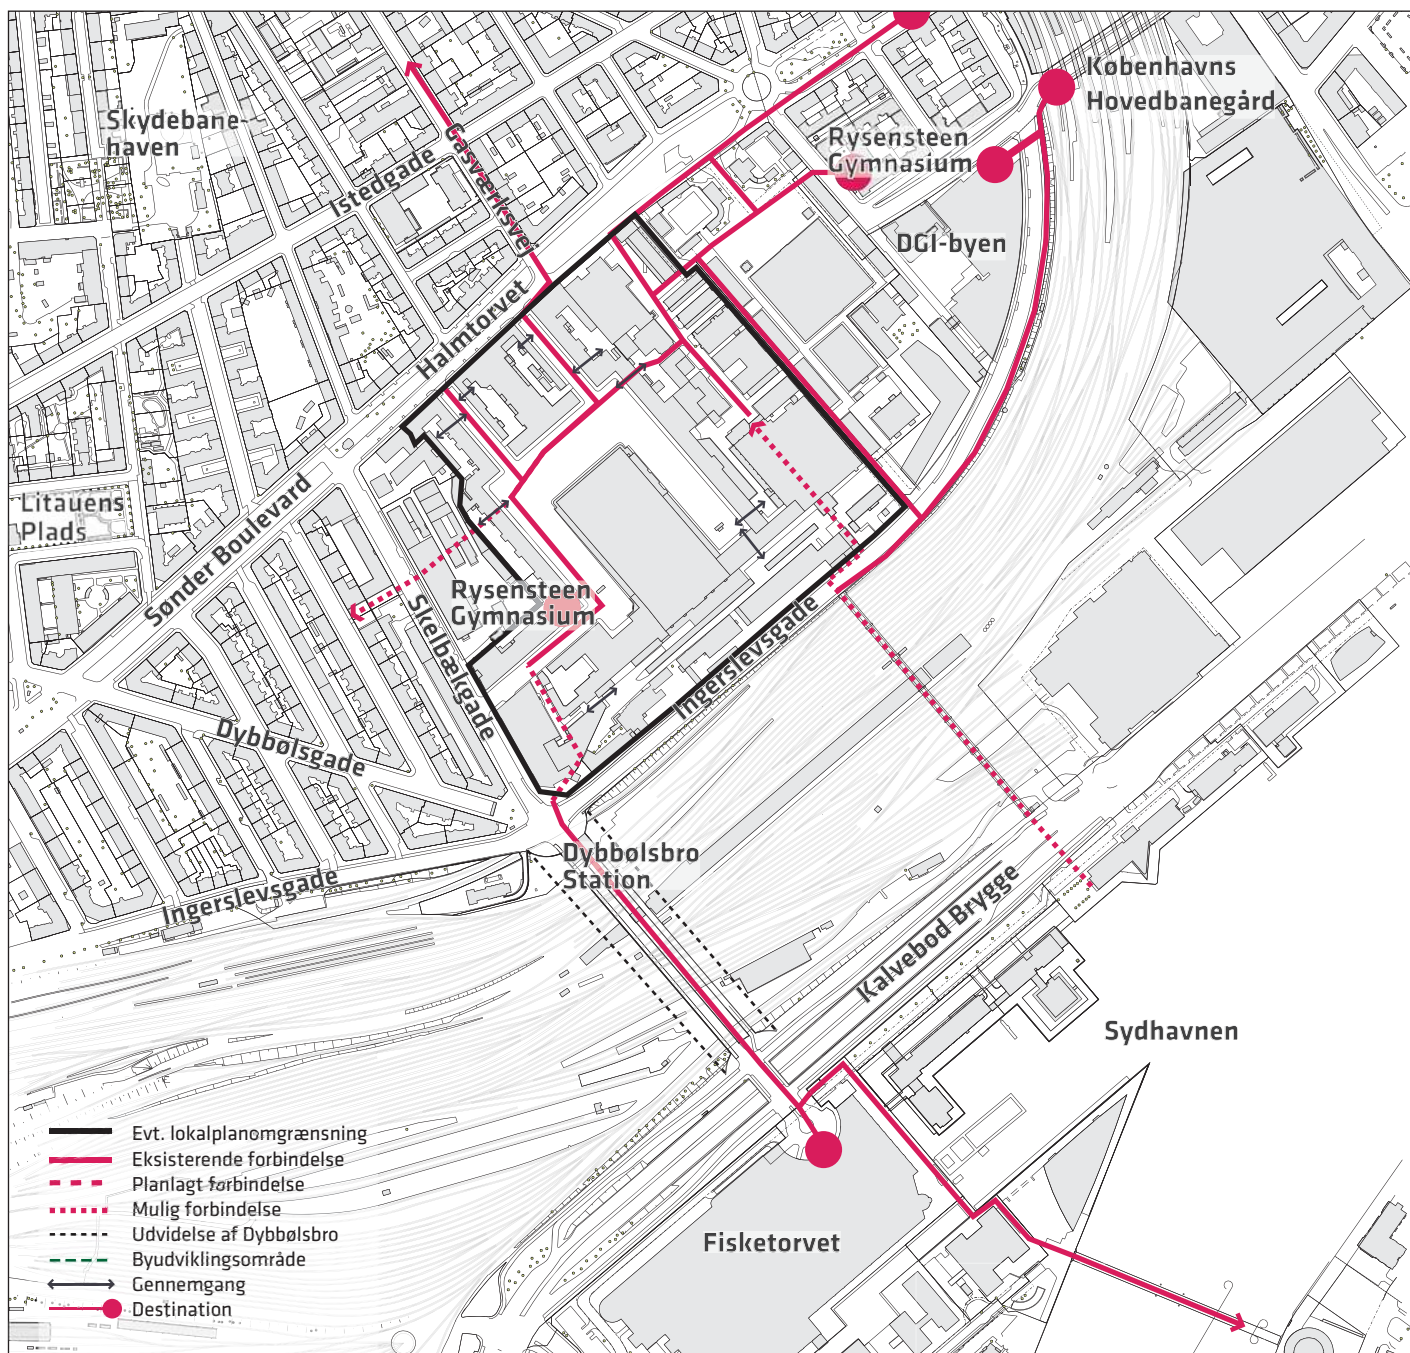 Københavns
Hovedbanegård
Skydebane-
haven
Gasværksvej
Rysensteen
Gymnasium
Istedgade
DGI-byen
Halmtorvet
Litauens
Plads
Sønder Boulevard
Rysensteen
Gymnasium
Skelbækgade
Ingerslevsgade
Dybbølsgade
Dybbølsbro
Station
Ingerslevsgade
Kalvebod Brygge
Sydhavnen
Fisketorvet
Evt. lokalplanomgrænsning
Eksisterende forbindelse
Planlagt forbindelse
Mulig forbindelse
Udvidelse af Dybbølsbro
Byudviklingsområde
Gennemgang
Destination